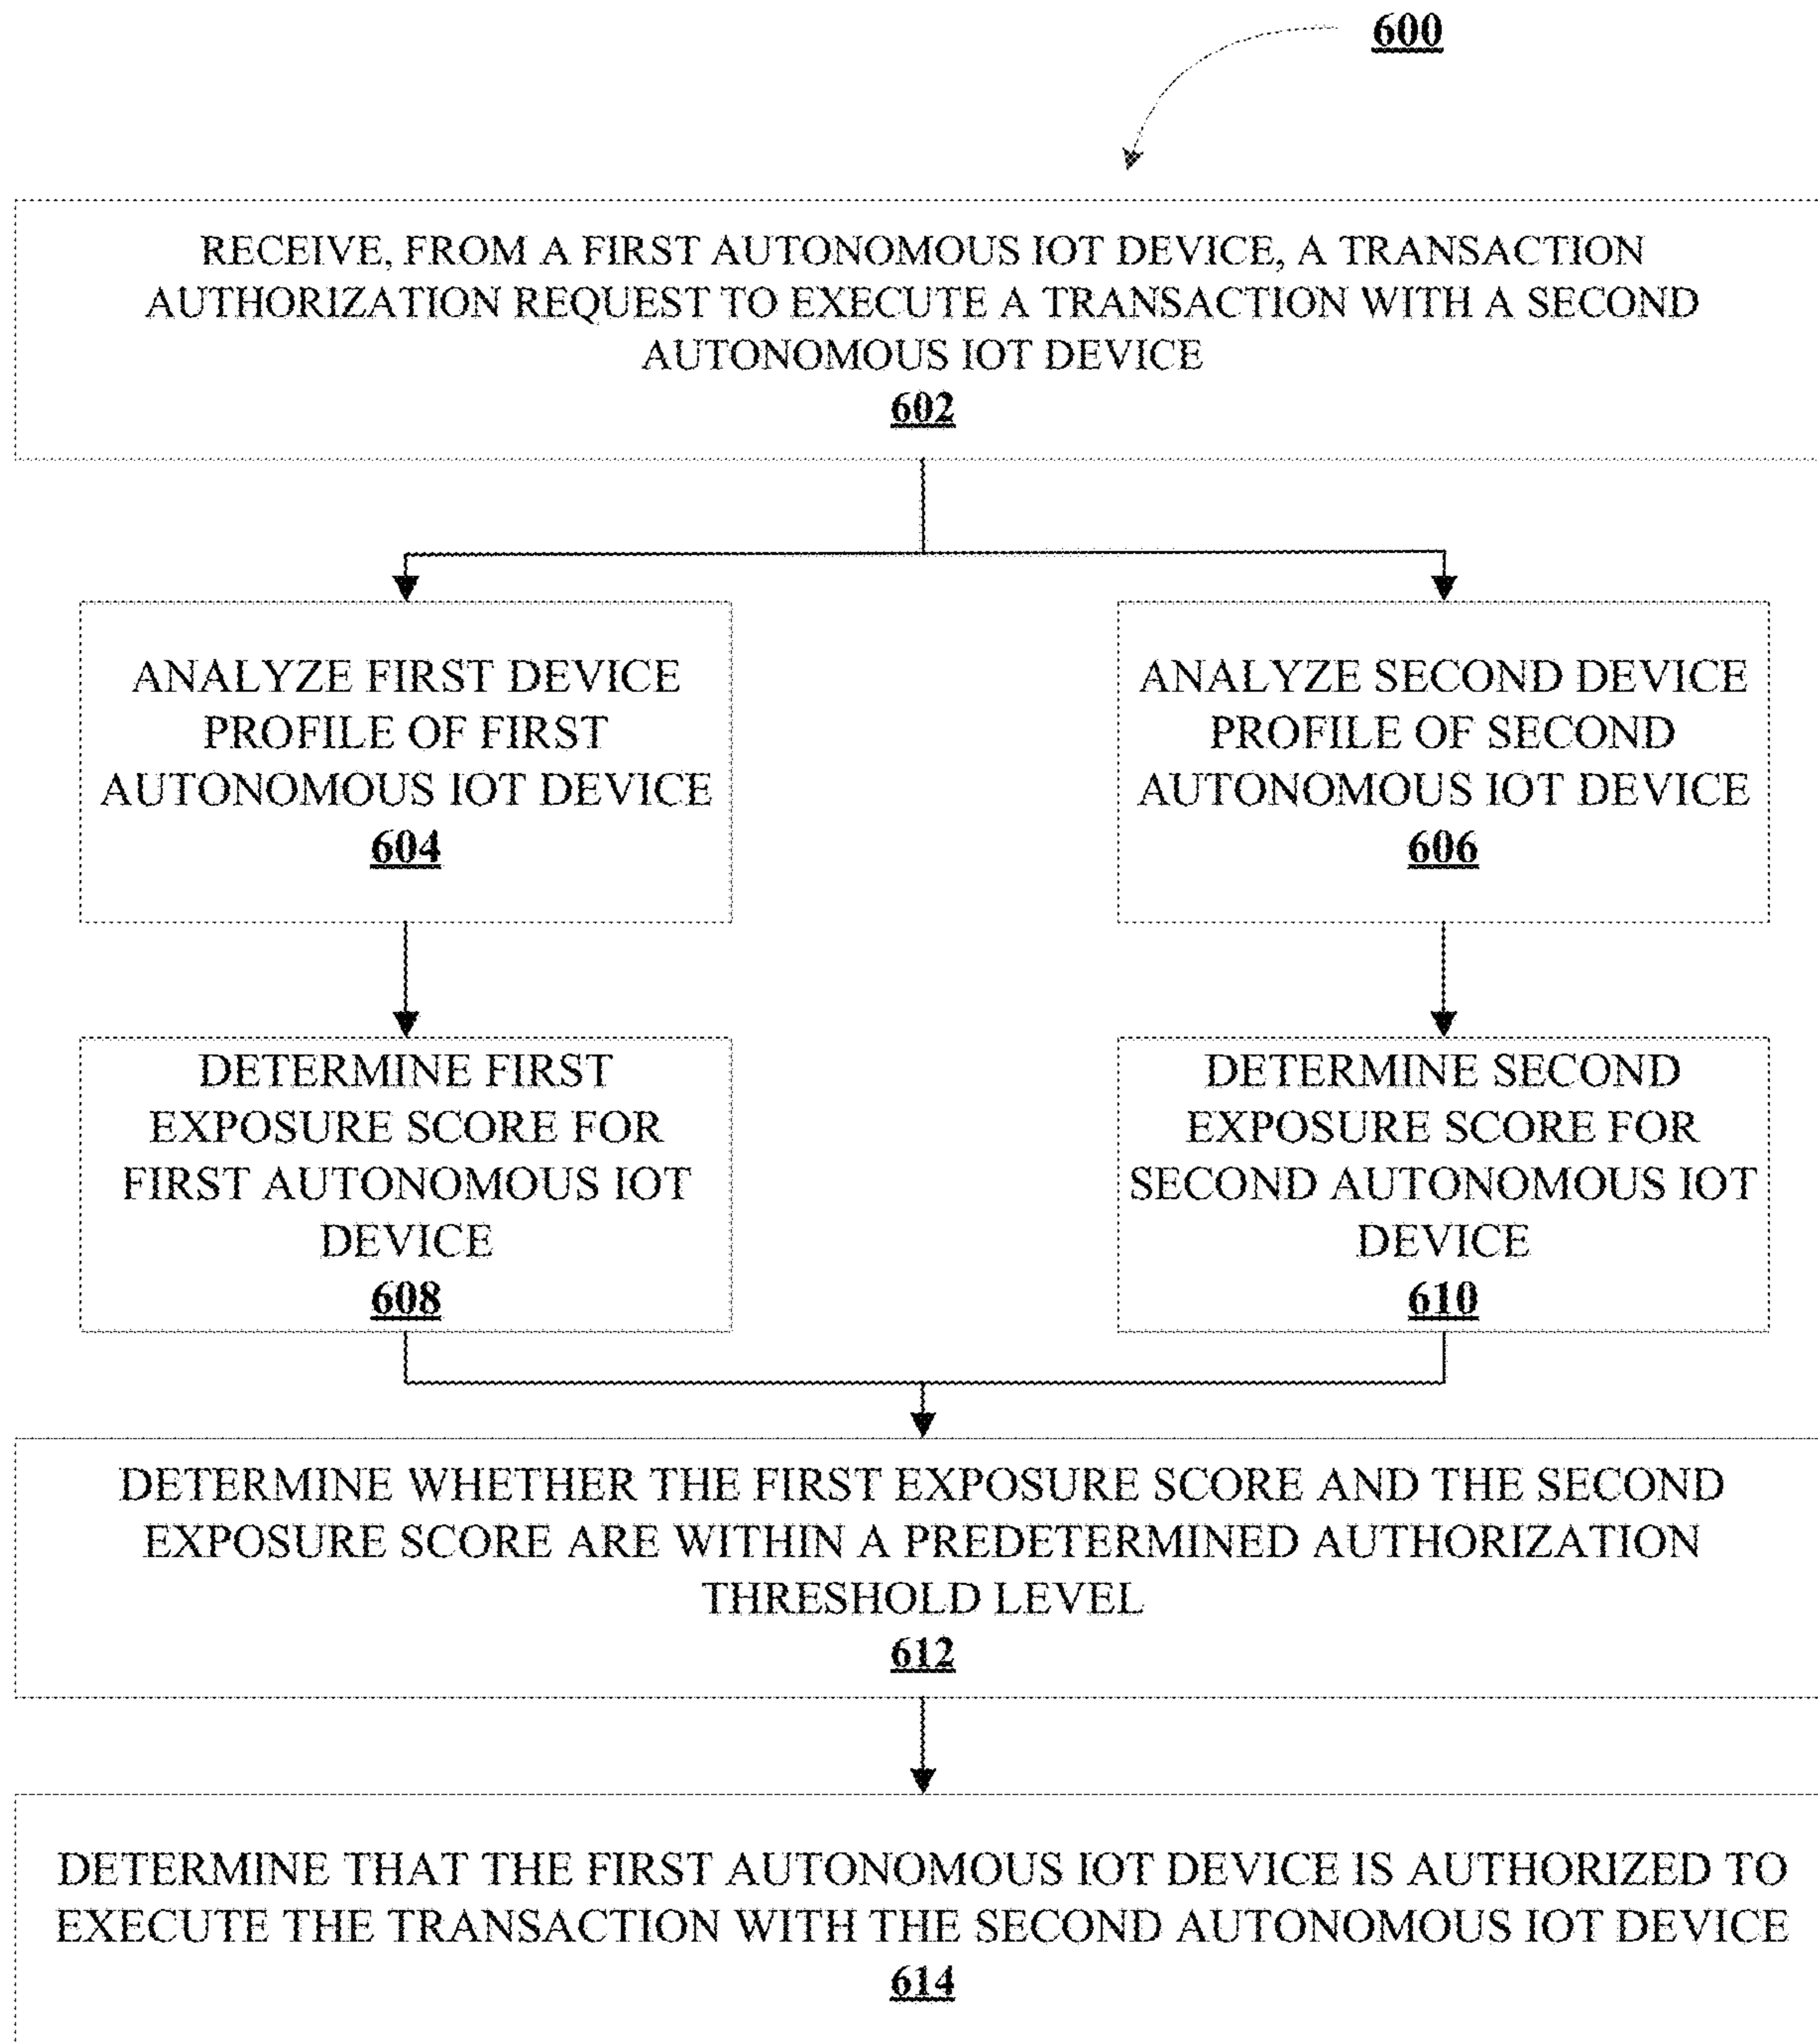 600
RECEIVE, FROM A FIRST AUTONOMOUS IOT DEVICE, A TRANSACTION
AUTHORIZATION REQUEST TO EXECUTE A TRANSACTION WITH A SECOND
AUTONOMOUS IOT DEVICE
602
ANALYZE FIRST DEVICE
PROFILE OF FIRST
AUTONOMOUS IOT DEVICE
604
ANALYZE SECOND DEVICE
PROFILE OF SECOND
AUTONOMOUS IOT DEVICE
606
DETERMINE FIRST
EXPOSURE SCORE FOR
FIRST AUTONOMOUS IOT
DEVICE
608
DETERMINE SECOND
EXPOSURE SCORE FOR
SECOND AUTONOMOUS IOT
DEVICE
610
DETERMINE WHETHER THE FIRST EXPOSURE SCORE AND THE SECOND
EXPOSURE SCORE ARE WITHIN A PREDETERMINED AUTHORIZATION
THRESHOLD LEVEL
612
DETERMINE THAT THE FIRST AUTONOMOUS IOT DEVICE IS AUTHORIZED TO
EXECUTE THE TRANSACTION WITH THE SECOND AUTONOMOUS IOT DEVICE
614